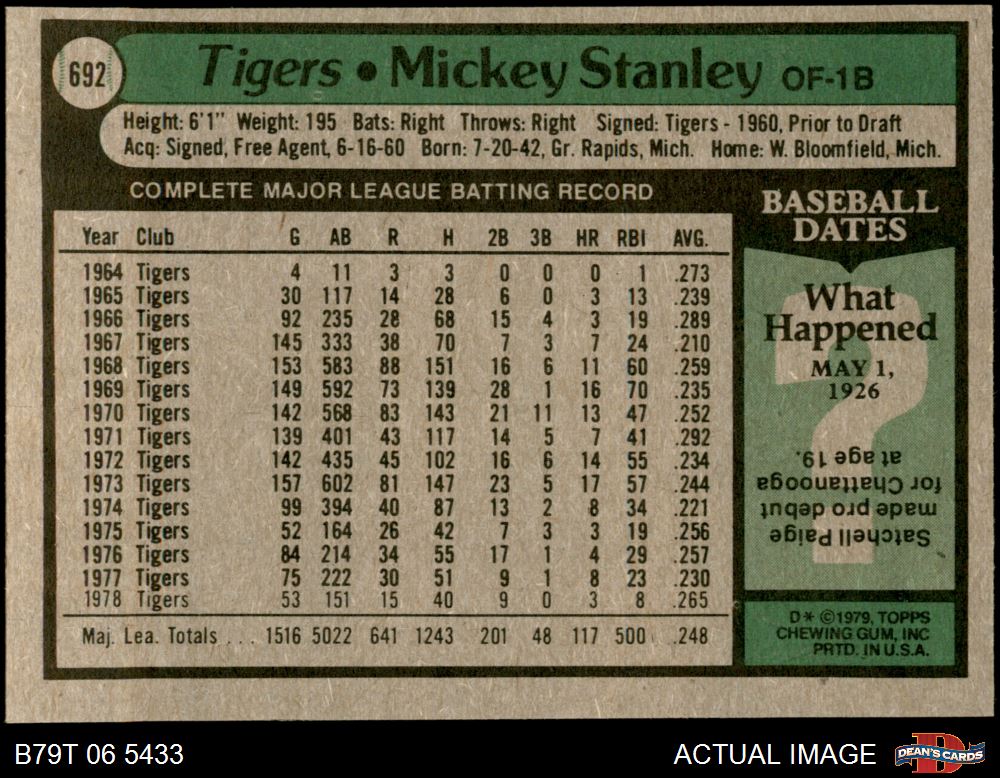 692
Tigers • Mickey Stanley OF-1B
Height: 6'1" Weight: 195 Bats: Right Throws: Right Signed: Tigers - 1960, Prior to Draft
Acq: Signed, Free Agent, 6-16-60 Born: 7-20-42, Gr. Rapids, Mich. Home: W. Bloomfield, Mich.
COMPLETE MAJOR LEAGUE BATTING RECORD
Year Club G AB R H 2B 3B HR RBI AVG.
1964 Tigers 4 11 3 3 0 0 0 1 .273
1965 Tigers 30 117 14 28 6 0 3 13 .239
1966 Tigers 92 235 28 68 15 4 3 19 .289
1967 Tigers 145 333 38 70 7 3 7 24 .210
1968 Tigers 153 583 88 151 16 6 11 60 .259
1969 Tigers 149 592 73 139 28 1 16 70 .235
1970 Tigers 142 568 83 143 21 11 13 47 .252
1971 Tigers 139 401 43 117 14 5 7 41 .292
1972 Tigers 142 435 45 102 16 6 14 55 .234
1973 Tigers 157 602 81 147 23 5 17 57 .244
1974 Tigers 99 394 40 87 13 2 8 34 .221
1975 Tigers 52 164 26 42 7 3 3 19 .256
1976 Tigers 84 214 34 55 17 1 4 29 .257
1977 Tigers 75 222 30 51 9 1 8 23 .230
1978 Tigers 53 151 15 40 9 0 3 8 .265
Maj. Lea. Totals . . . 1516 5022 641 1243 201 48 117 500 .248
BASEBALL
DATES
What
Happened
MAY 1,
1926
?
Satchell Paige
made pro debut
for Chattanooga
at age 19.
D* ©1979, TOPPS
CHEWING GUM, INC
PRTD. IN U.S.A.
B79T 06 5433
ACTUAL IMAGE
D
DEAN'S CARDS